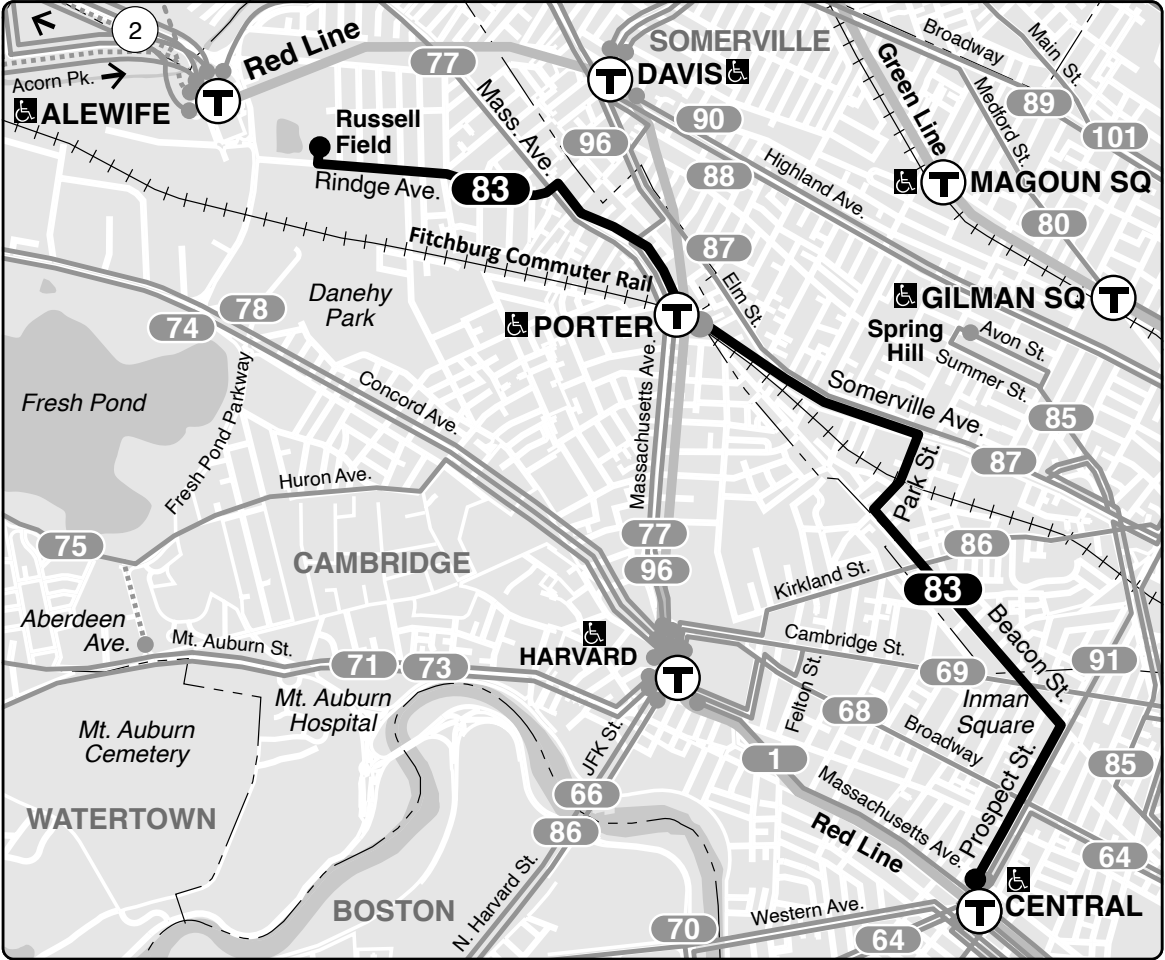 2
Red Line
77
SOMERVILLE
DAVIS
Broadway
Main St.
Green Line
Acorn Pk.
ALEWIFE
T
T
Mass. Ave.
Medford St.
89
101
Russell
Field
96
90
Rindge Ave.
83
88
Highland Ave.
T
MAGOUN SQ
80
Fitchburg Commuter Rail
87
Elm St.
78
74
Danehy
Park
PORTER
T
GILMAN SQ
T
Spring
Hill
Avon St.
Summer St.
Fresh Pond
Fresh Pond Parkway
Concord Ave.
Massachusetts Ave.
Somerville Ave.
85
87
Park St.
Huron Ave.
75
77
86
CAMBRIDGE
96
Kirkland St.
83
Aberdeen
Ave.
Mt. Auburn St.
HARVARD
T
Cambridge St.
Beacon St.
91
71
73
69
Mt. Auburn
Hospital
Felton St.
68
Inman
Square
Mt. Auburn
Cemetery
JFK St.
Broadway
1
85
Prospect St.
66
Massachusetts Ave.
WATERTOWN
86
Red Line
64
N. Harvard St.
BOSTON
70
Western Ave.
64
T
CENTRAL